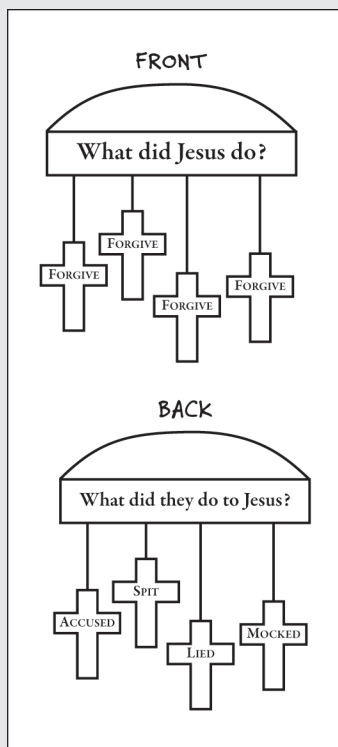 FRONT
What did Jesus do?
FORGIVE
FORGIVE
FORGIVE
FORGIVE
BACK
What did they do to Jesus?
ACCUSED
SPIT
LIED
MOCKED